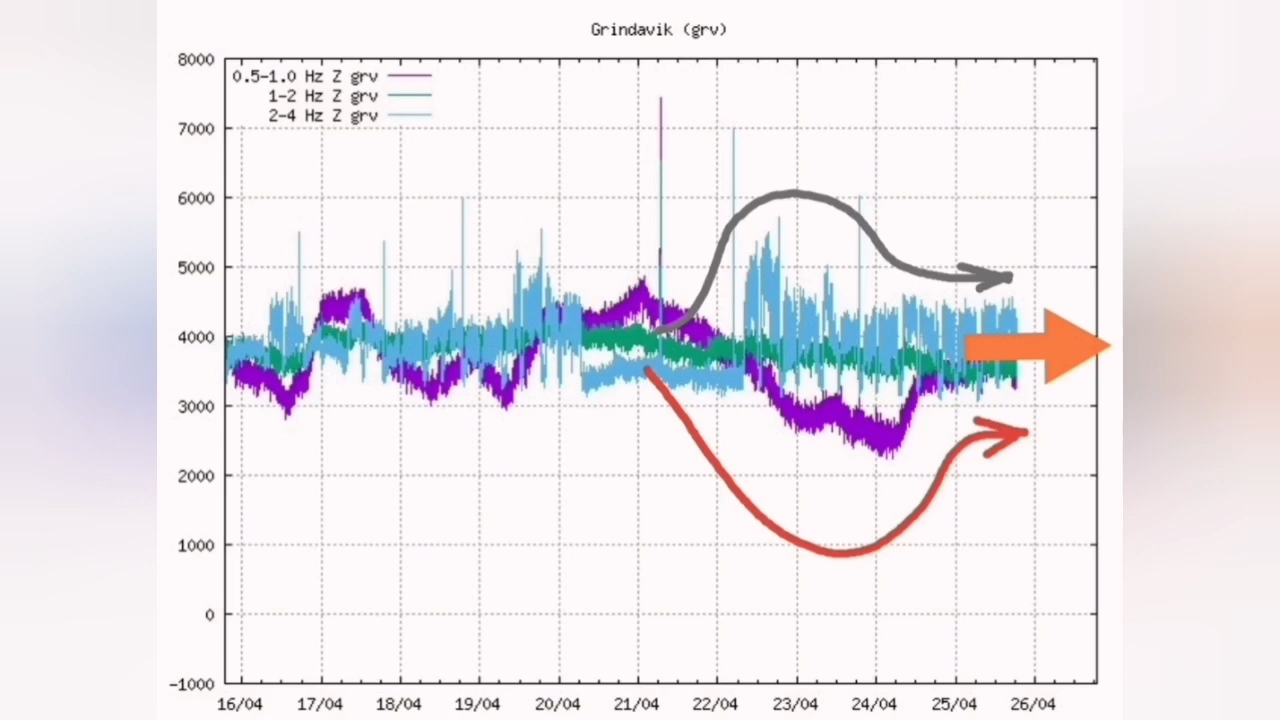 Grindavik (grv)
8000
0.5-1.0 Hz Z grv
1-2 Hz Z grv
2-4 Hz Z grv
7000
6000
5000
4000
3000
2000
1000
0
-1000
16/04 17/04 18/04 19/04 20/04 21/04 22/04 23/04 24/04 25/04 26/04